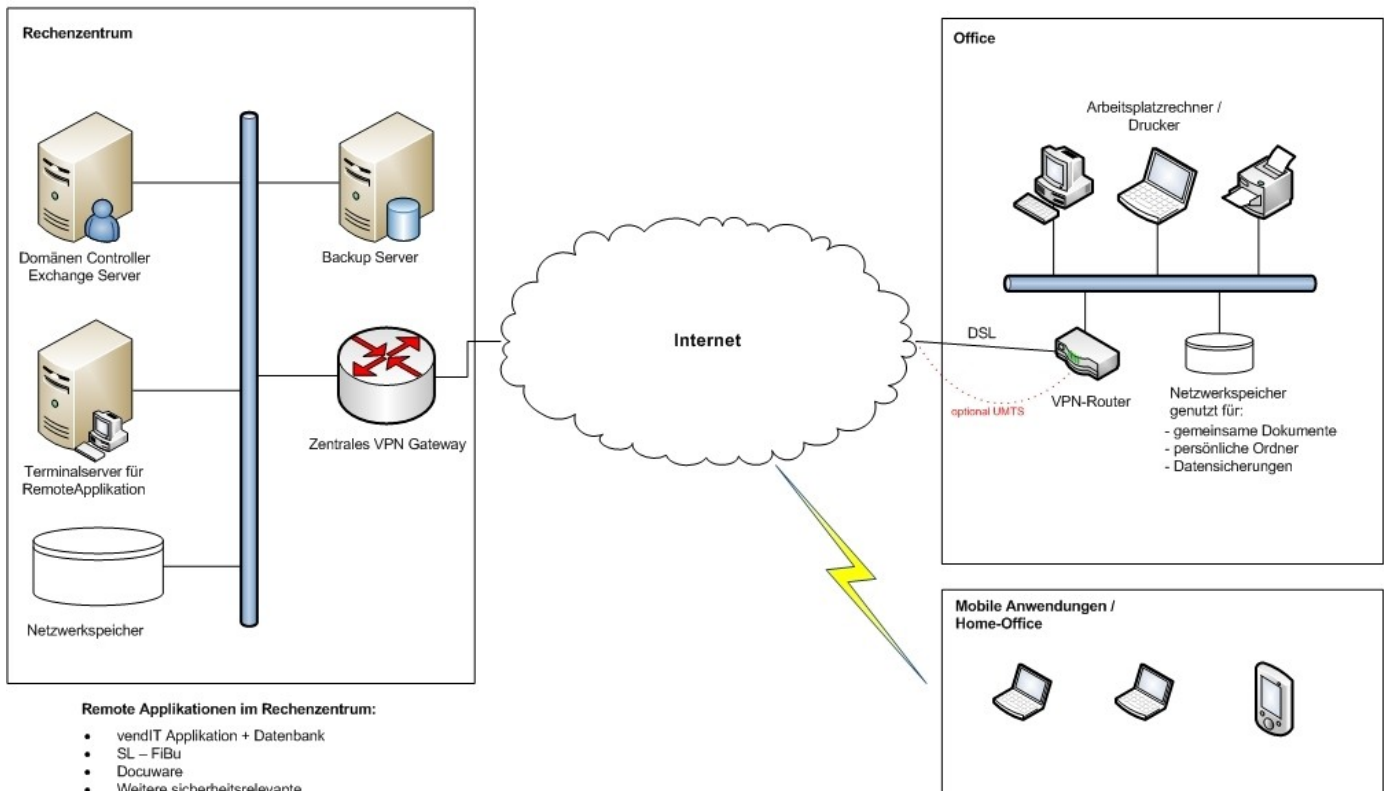 Rechenzentrum
Domänen Controller
Exchange Server
Backup Server
Terminalserver für
RemoteApplikation
Zentrales VPN Gateway
Netzwerkspeicher
Internet
Office
Arbeitsplatzrechner /
Drucker
DSL
optional UMTS
VPN-Router
Netzwerkspeicher
genutzt für:
- gemeinsame Dokumente
- persönliche Ordner
- Datensicherungen
Mobile Anwendungen /
Home-Office
Remote Applikationen im Rechenzentrum:
• vendIT Applikation + Datenbank
• SL – FiBu
• Docuware
• Weitere sicherheitsrelevante